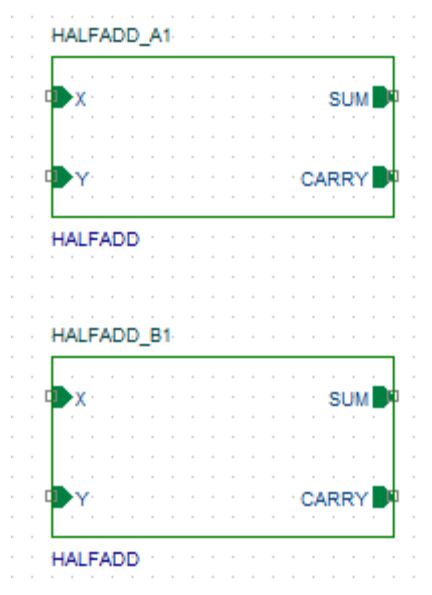 HALFADD_A1
X SUM
Y CARRY
HALFADD
HALFADD_B1
X SUM
Y CARRY
HALFADD